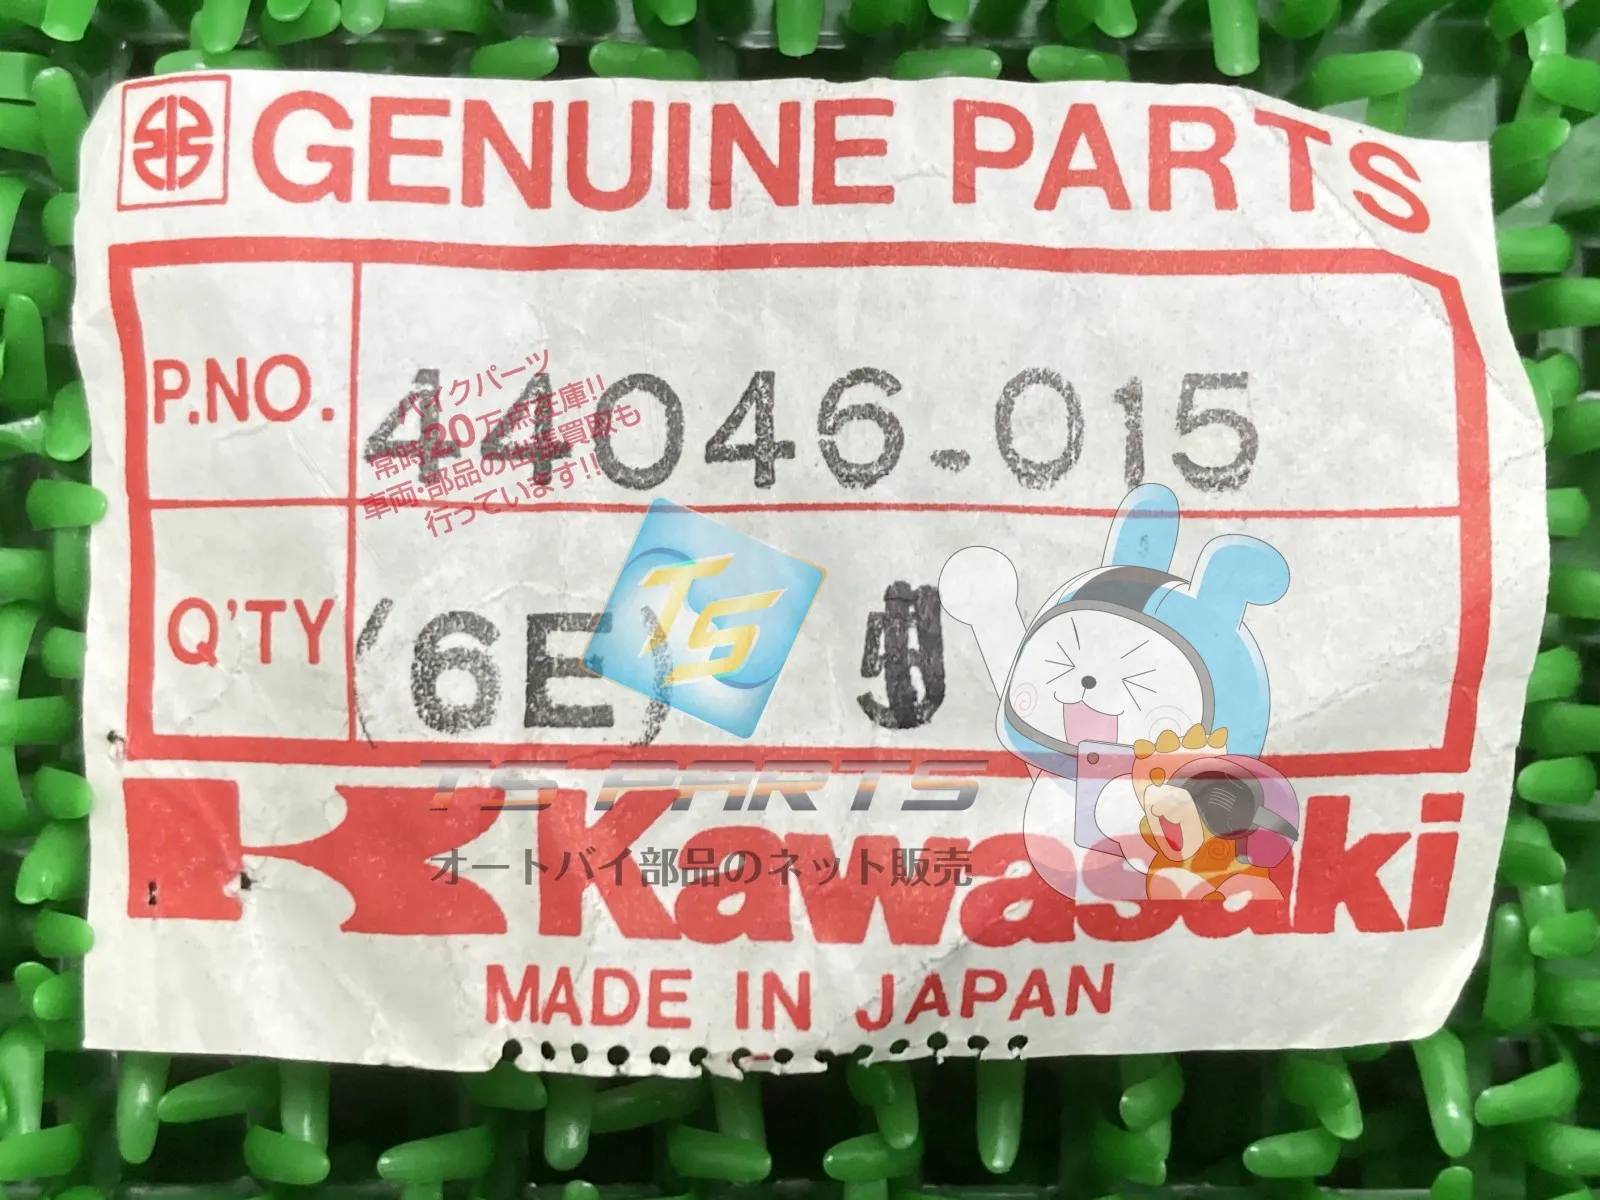 GENUINE PARTS
P.NO. 44046-015
バイクパーツ
常時20万点在庫!!
車両・部品の出張買取も
行っています!!
Q'TY (6E)
TS
TS PARTS
オートバイ部品のネット販売
Kawasaki
MADE IN JAPAN